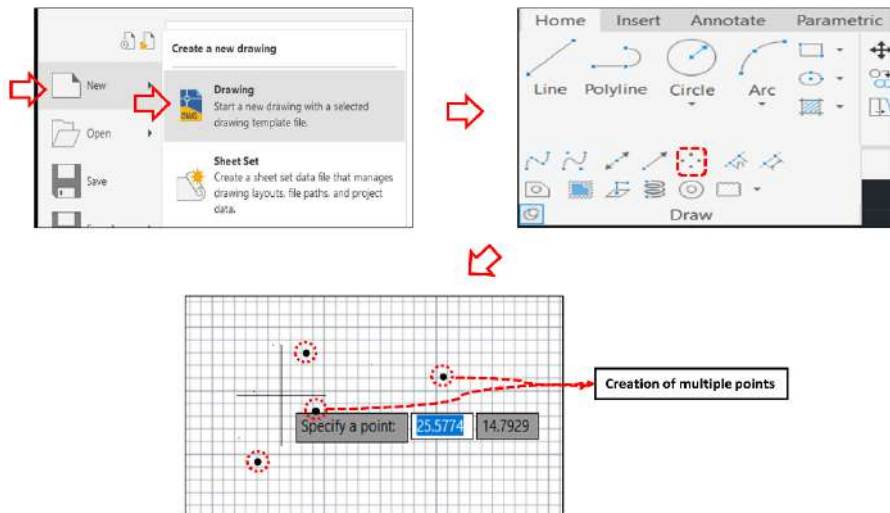 Create a new drawing
New
Drawing
Start a new drawing with a selected
drawing template file.
DWG
Open
Sheet Set
Create a sheet set data file that manages
drawing layouts, file paths, and project
data.
Save
Home Insert Annotate Parametric
Line Polyline Circle Arc
Draw
Creation of multiple points
Specify a point: 25.5774 14.7929